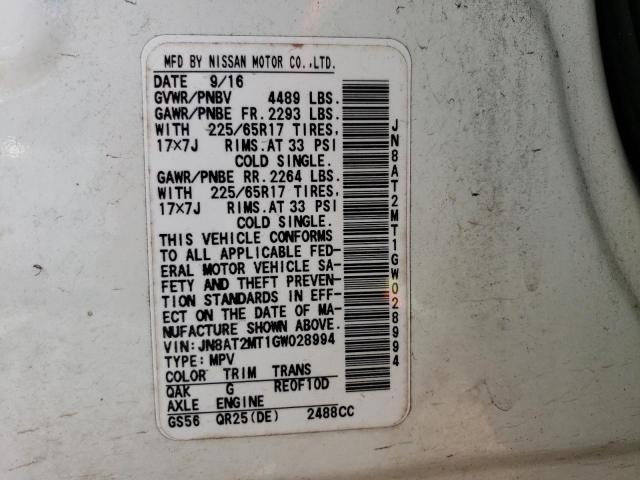 MFD BY NISSAN MOTOR CO.,LTD.
DATE 9/16
GVWR/PNBV 4489 LBS.
GAWR/PNBE FR. 2293 LBS.
WITH 225/65R17 TIRES,
17×7J RIMS.AT 33 PSI
COLD SINGLE.
GAWR/PNBE RR. 2264 LBS.
WITH 225/65R17 TIRES,
17×7J RIMS.AT 33 PSI
COLD SINGLE.
THIS VEHICLE CONFORMS
TO ALL APPLICABLE FED-
ERAL MOTOR VEHICLE SA-
FETY AND THEFT PREVEN-
TION STANDARDS IN EFF-
ECT ON THE DATE OF MA-
NUFACTURE SHOWN ABOVE.
VIN:JN8AT2MT1GW028994
TYPE:MPV
COLOR TRIM TRANS
QAK G RE0F10D
AXLE ENGINE
GS56 QR25(DE) 2488CC
JN8AT2MT1GW028994